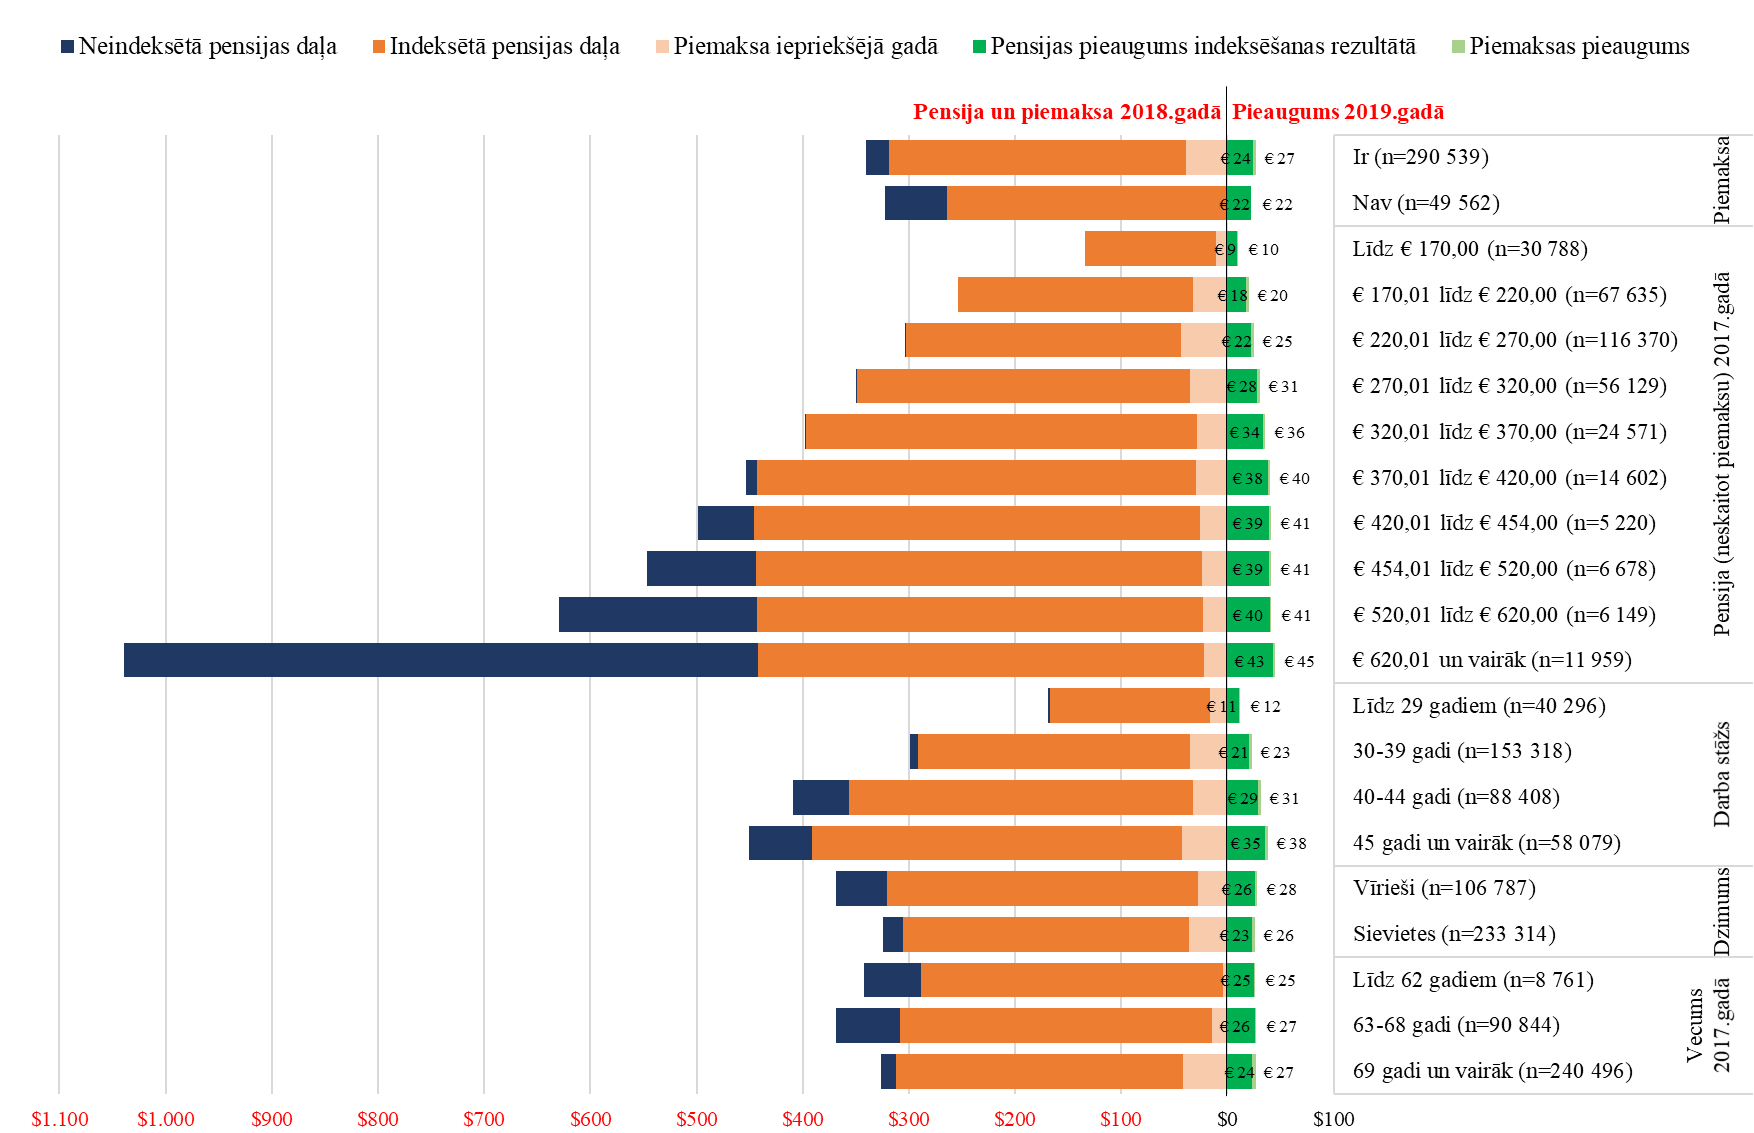 Neindeksētā pensijas daļa Indeksētā pensijas daļa Piemaksa iepriekšējā gadā Pensijas pieaugums indeksēšanas rezultātā Piemaksas pieaugums
Pensija un piemaksa 2018.gadā Pieaugums 2019.gadā
€ 24 € 27 Ir (n=290 539)
€ 22 € 22 Nav (n=49 562)
Piemaksa
€ 9 € 10 Līdz € 170,00 (n=30 788)
€ 18 € 20 € 170,01 līdz € 220,00 (n=67 635)
€ 22 € 25 € 220,01 līdz € 270,00 (n=116 370)
€ 28 € 31 € 270,01 līdz € 320,00 (n=56 129)
€ 34 € 36 € 320,01 līdz € 370,00 (n=24 571)
€ 38 € 40 € 370,01 līdz € 420,00 (n=14 602)
€ 39 € 41 € 420,01 līdz € 454,00 (n=5 220)
€ 39 € 41 € 454,01 līdz € 520,00 (n=6 678)
€ 40 € 41 € 520,01 līdz € 620,00 (n=6 149)
€ 43 € 45 € 620,01 un vairāk (n=11 959)
Pensija (neskaitot piemaksu) 2017.gadā
€ 11 € 12 Līdz 29 gadiem (n=40 296)
€ 21 € 23 30-39 gadi (n=153 318)
€ 29 € 31 40-44 gadi (n=88 408)
€ 35 € 38 45 gadi un vairāk (n=58 079)
Darba stāžs
€ 26 € 28 Vīrieši (n=106 787)
€ 23 € 26 Sievietes (n=233 314)
Dzimums
€ 25 € 25 Līdz 62 gadiem (n=8 761)
€ 26 € 27 63-68 gadi (n=90 844)
€ 24 € 27 69 gadi un vairāk (n=240 496)
Vecums
2017.gadā
$1.100 $1.000 $900 $800 $700 $600 $500 $400 $300 $200 $100 $0 $100